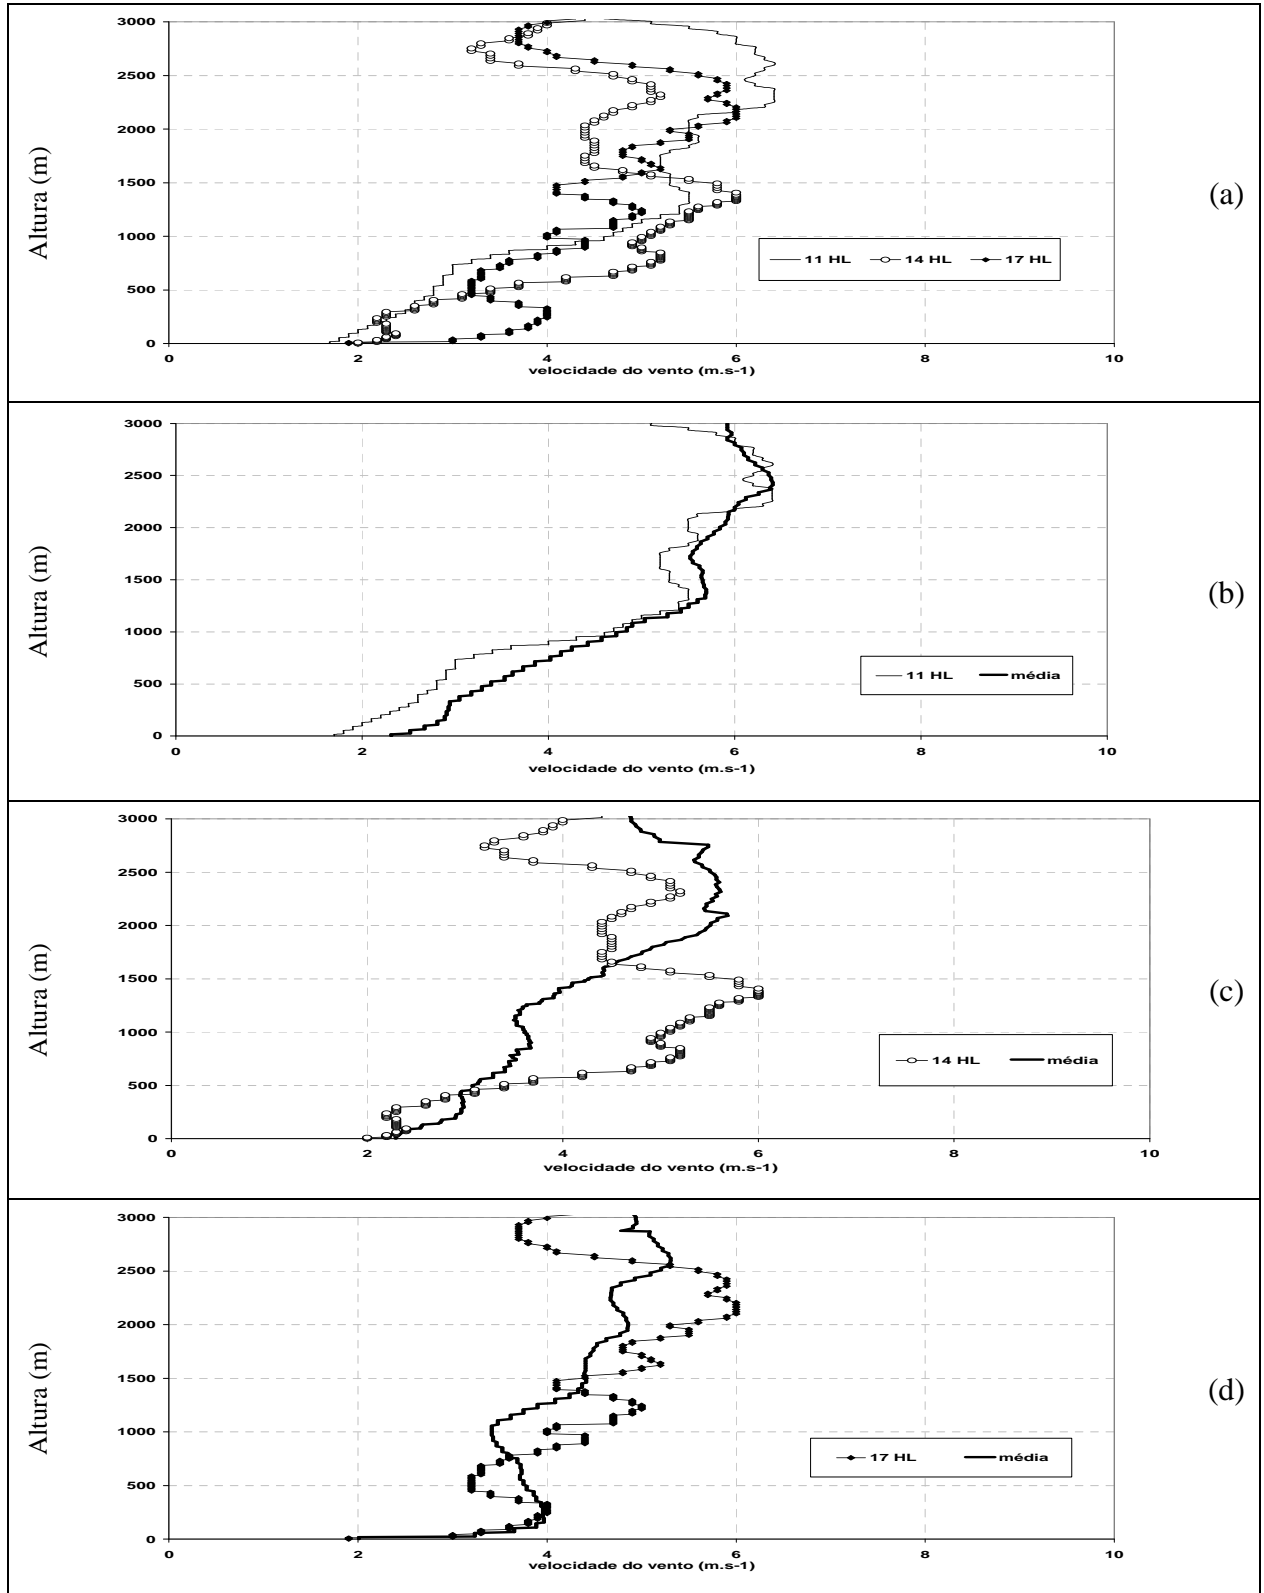 3000
2500
2000
1500
1000
500
0
0 2 4 6 8 10
Altura (m)
velocidade do vento (m.s-1)
11 HL 14 HL 17 HL
(a)
3000
2500
2000
1500
1000
500
0
0 2 4 6 8 10
Altura (m)
velocidade do vento (m.s-1)
11 HL média
(b)
3000
2500
2000
1500
1000
500
0
0 2 4 6 8 10
Altura (m)
velocidade do vento (m.s-1)
14 HL média
(c)
3000
2500
2000
1500
1000
500
0
0 2 4 6 8 10
Altura (m)
velocidade do vento (m.s-1)
17 HL média
(d)